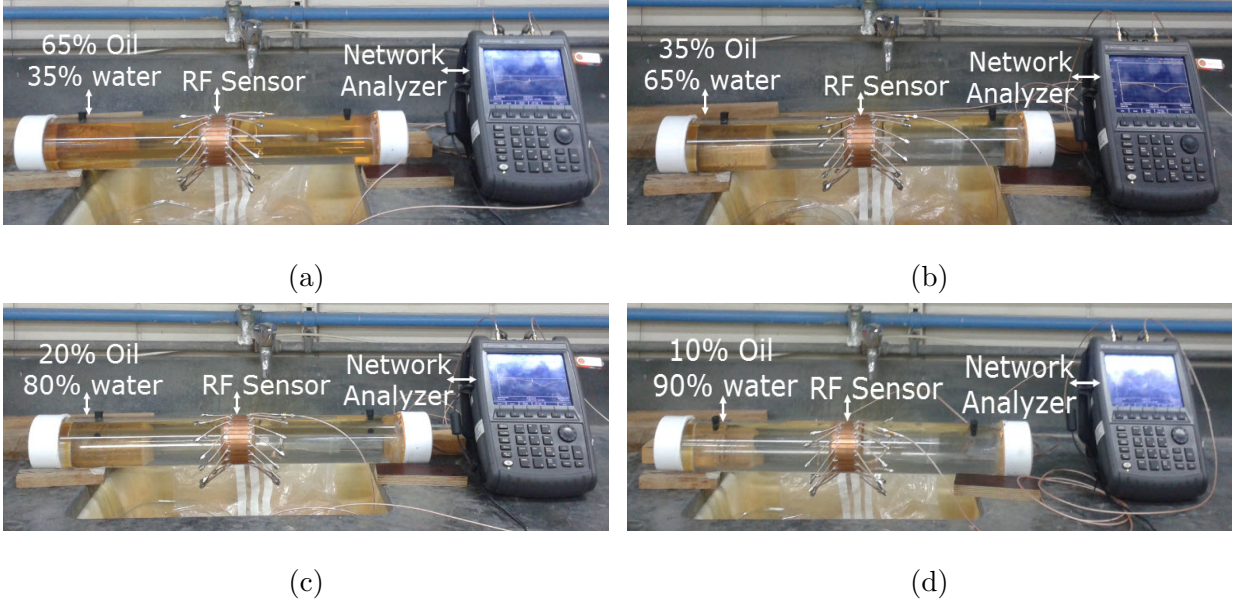 65% Oil
35% water
RF Sensor
Network
Analyzer
(a)
35% Oil
65% water
RF Sensor
Network
Analyzer
(b)
20% Oil
80% water
RF Sensor
Network
Analyzer
(c)
10% Oil
90% water
RF Sensor
Network
Analyzer
(d)